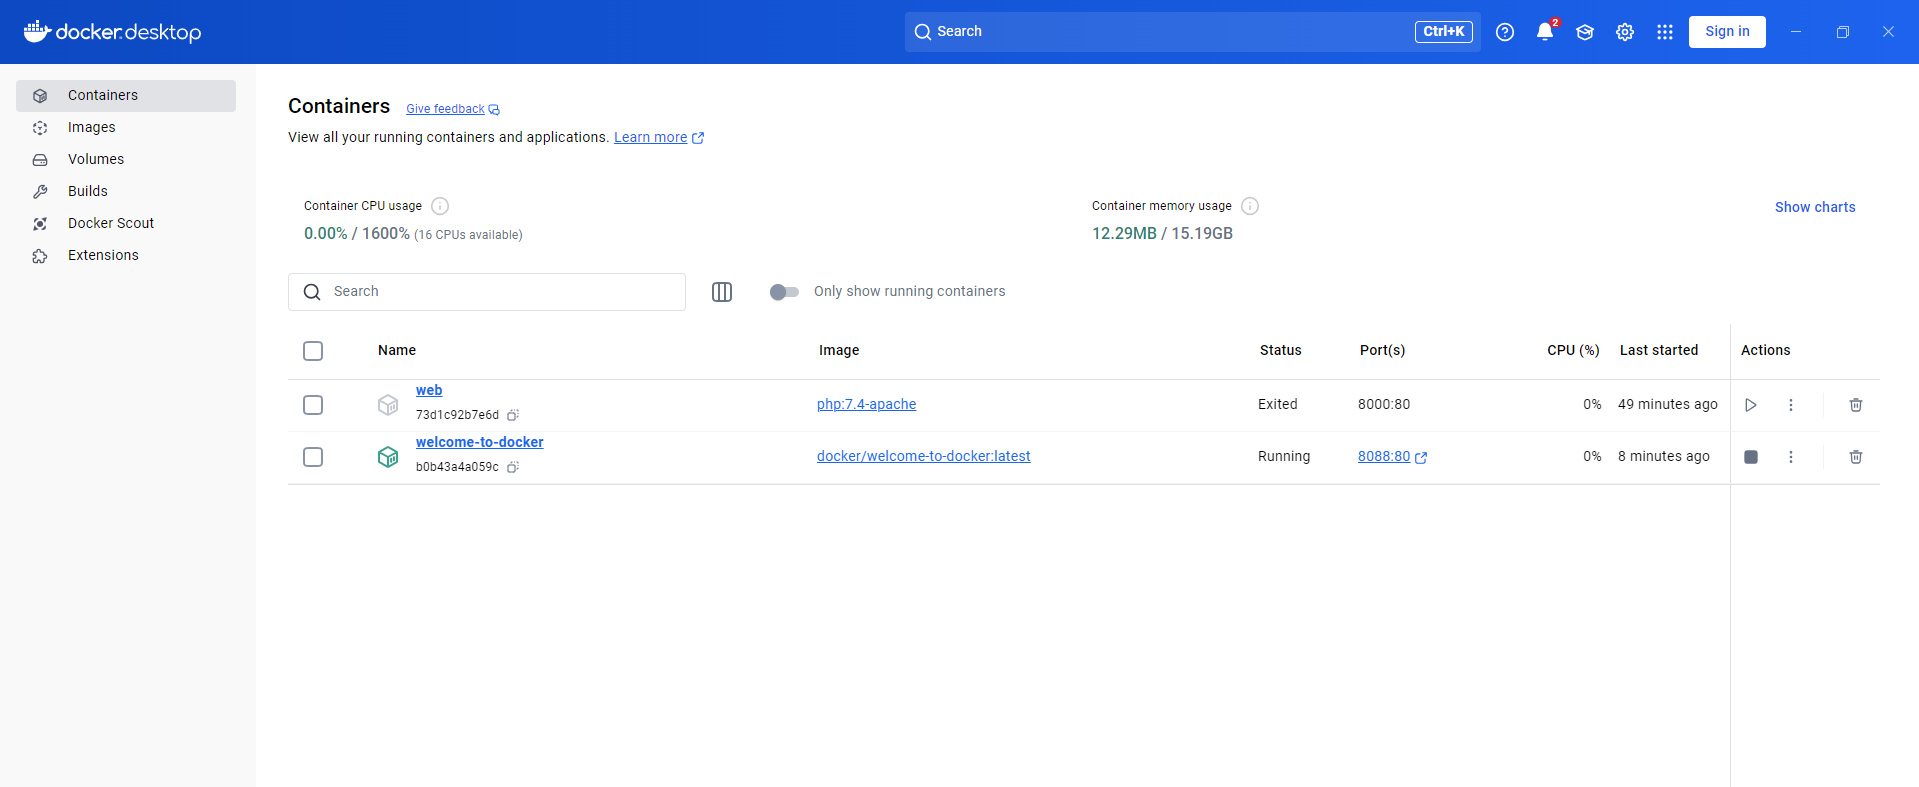 docker.desktop
Search
Ctrl+K
2
Sign in
Containers
Images
Volumes
Builds
Docker Scout
Extensions
Containers Give feedback
View all your running containers and applications. Learn more
Container CPU usage
0.00% / 1600% (16 CPUs available)
Container memory usage
12.29MB / 15.19GB
Show charts
Search
Only show running containers
Name Image Status Port(s) CPU (%) Last started Actions
web
73d1c92b7e6d
php:7.4-apache Exited 8000:80 0% 49 minutes ago
welcome-to-docker
b0b43a4a059c
docker/welcome-to-docker:latest Running 8088:80 0% 8 minutes ago